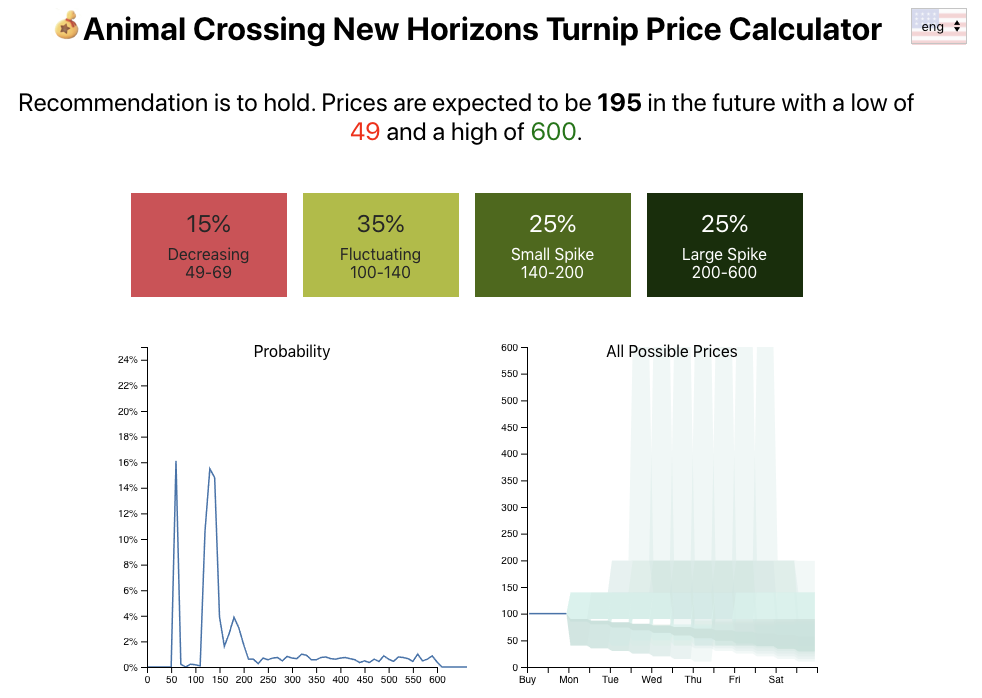 Animal Crossing New Horizons Turnip Price Calculator
eng
Recommendation is to hold. Prices are expected to be 195 in the future with a low of
49 and a high of 600.
15%
Decreasing
49-69
35%
Fluctuating
100-140
25%
Small Spike
140-200
25%
Large Spike
200-600
Probability
24%
22%
20%
18%
16%
14%
12%
10%
8%
6%
4%
2%
0%
0 50 100 150 200 250 300 350 400 450 500 550 600
All Possible Prices
600
550
500
450
400
350
300
250
200
150
100
50
0
Buy Mon Tue Wed Thu Fri Sat